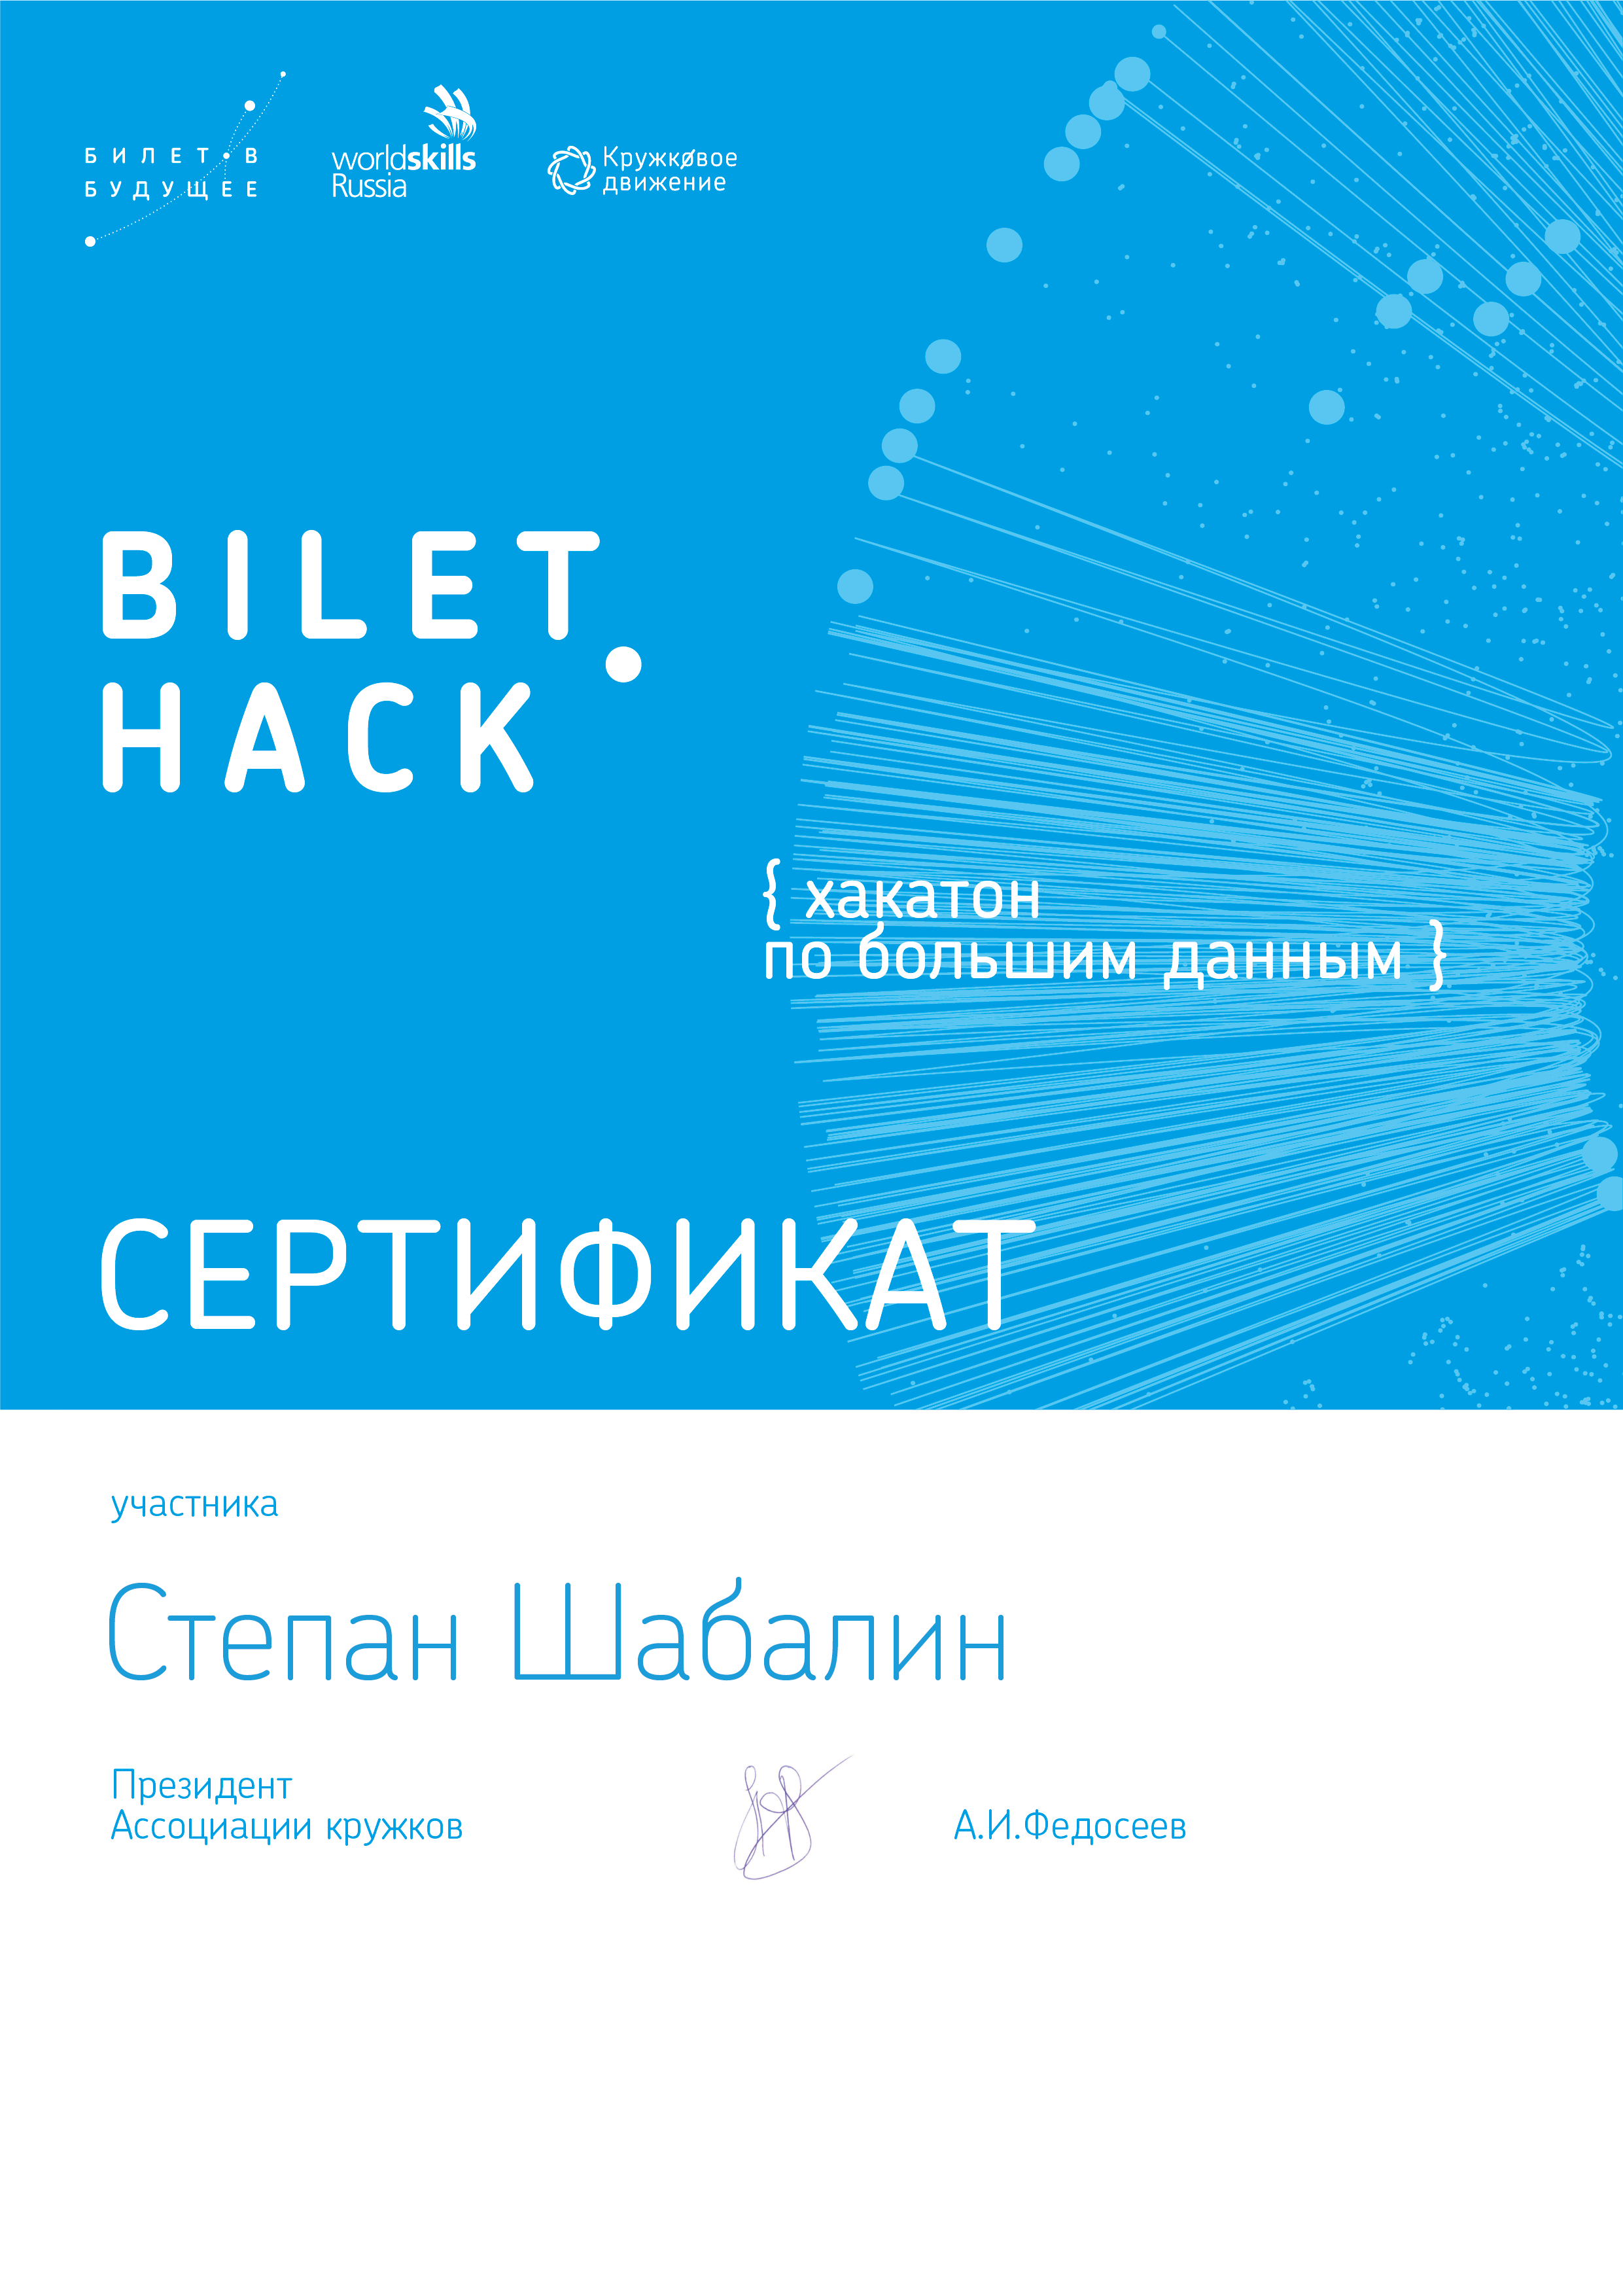 БИЛЕТ В
БУДУЩЕЕ
worldskills
Russia
Кружковое
движение
BILET
HACK
{ хакатон
по большим данным }
СЕРТИФИКАТ
участника
Степан Шабалин
Президент
Ассоциации кружков
А.И.Федосеев